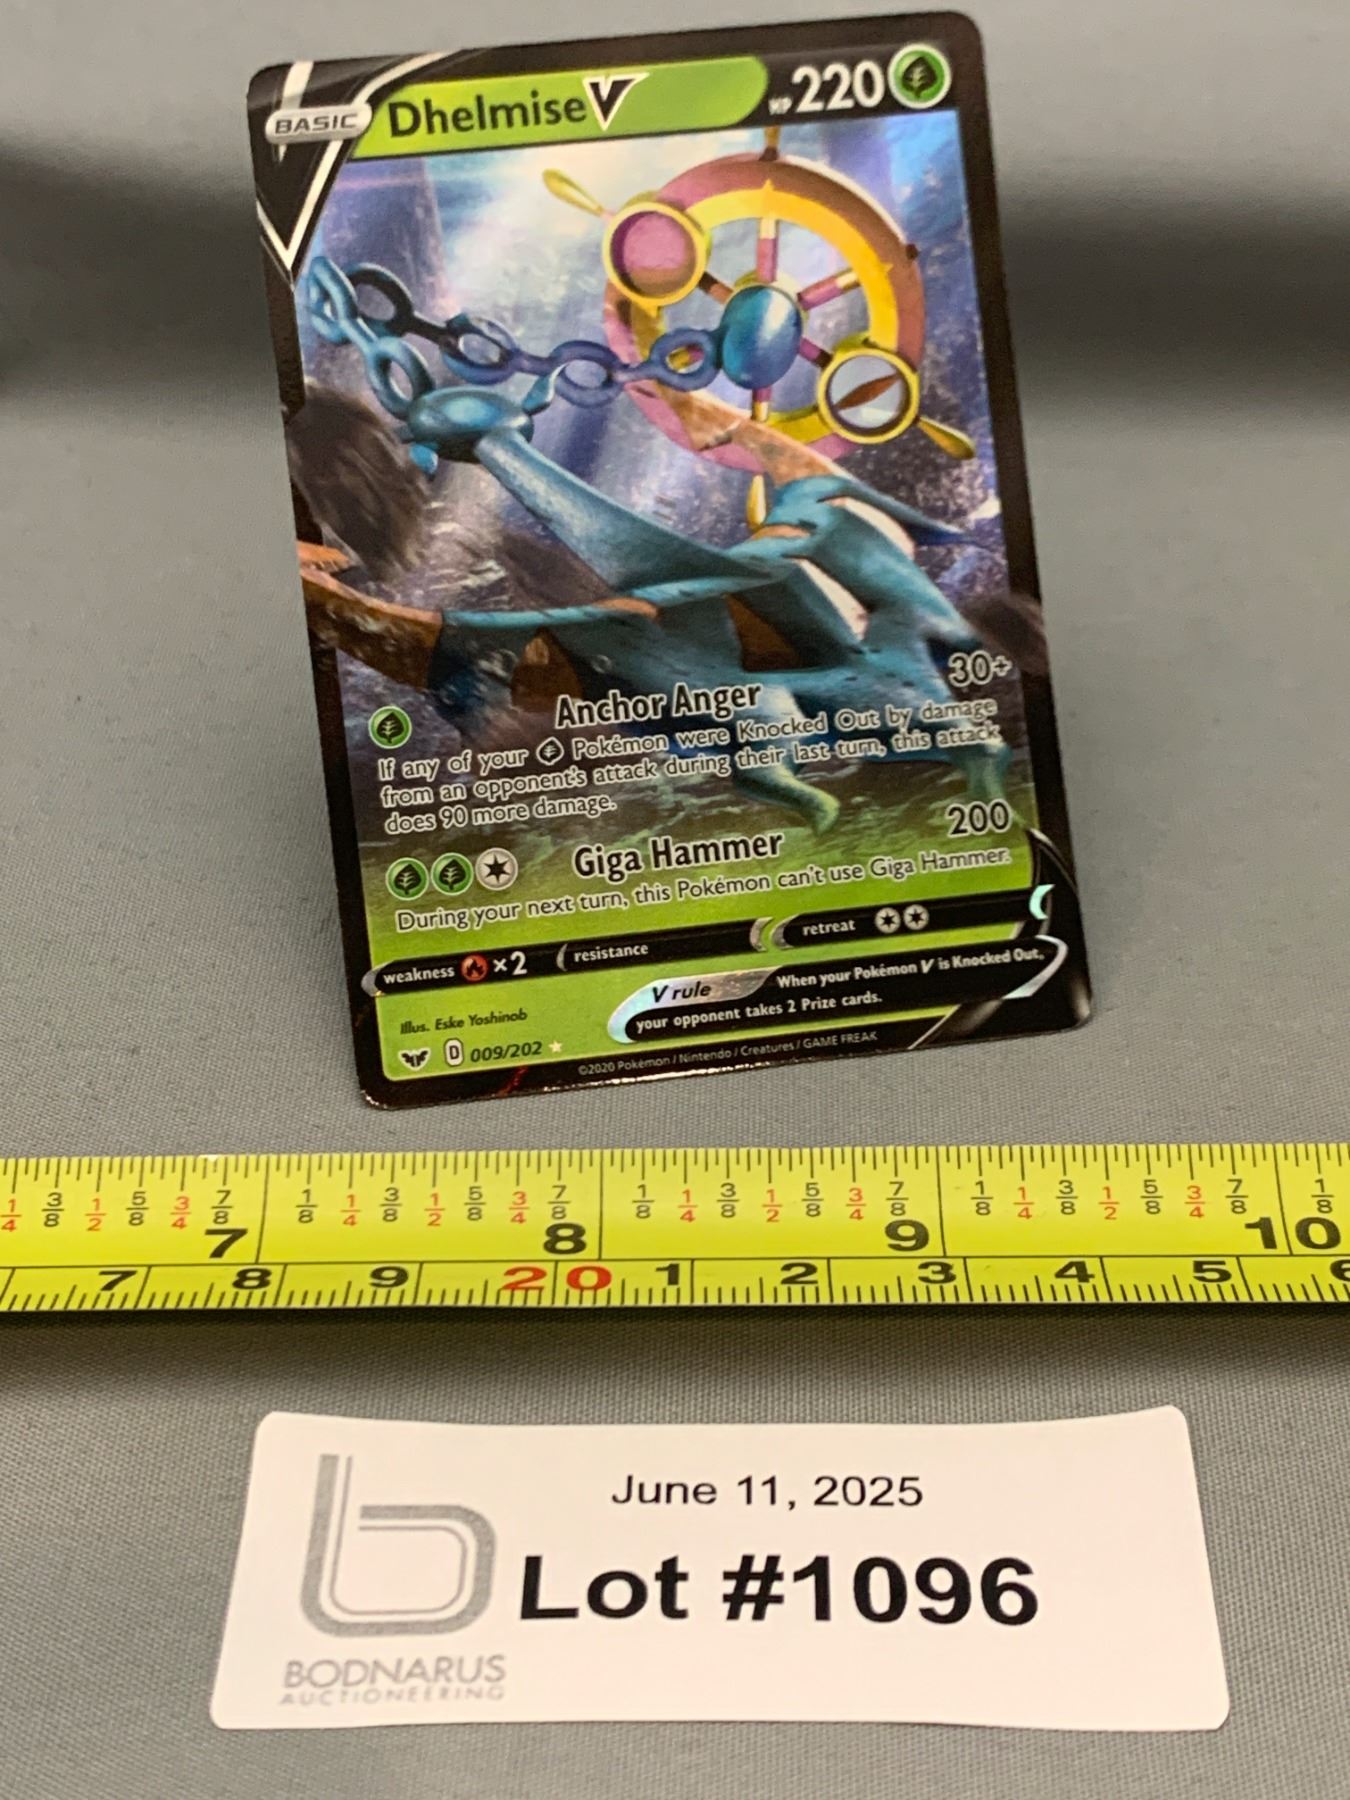 BASIC
Dhelmise V
HP 220
Anchor Anger 30+
If any of your Pokémon were Knocked Out by damage
from an opponent's attack during their last turn, this attack
does 90 more damage.
Giga Hammer 200
During your next turn, this Pokémon can't use Giga Hammer.
weakness ×2 resistance retreat
V rule When your Pokémon V is Knocked Out,
your opponent takes 2 Prize cards.
Illus. Eske Yoshinob
D 009/202
©2020 Pokémon / Nintendo / Creatures / GAME FREAK
1/4 3/8 1/2 5/8 3/4 7/8 1/8 1/4 3/8 1/2 5/8 3/4 7/8 1/8 1/4 3/8 1/2 5/8 3/4 7/8 1/8 1/4 3/8 1/2 5/8 3/4 7/8 1/8
7 8 9 10
7 8 9 20 1 2 3 4 5 6
June 11, 2025
Lot #1096
b
BODNARUS
AUCTIONEERING